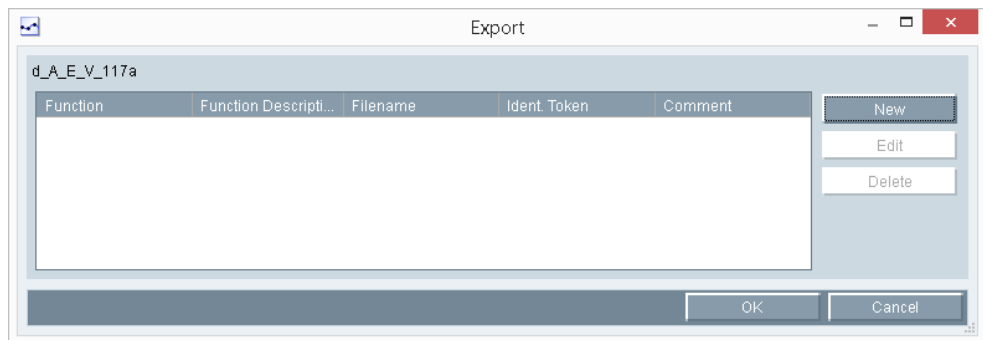 Export
d_A_E_V_117a
Function Function Descripti... Filename Ident. Token Comment
New
Edit
Delete
OK Cancel